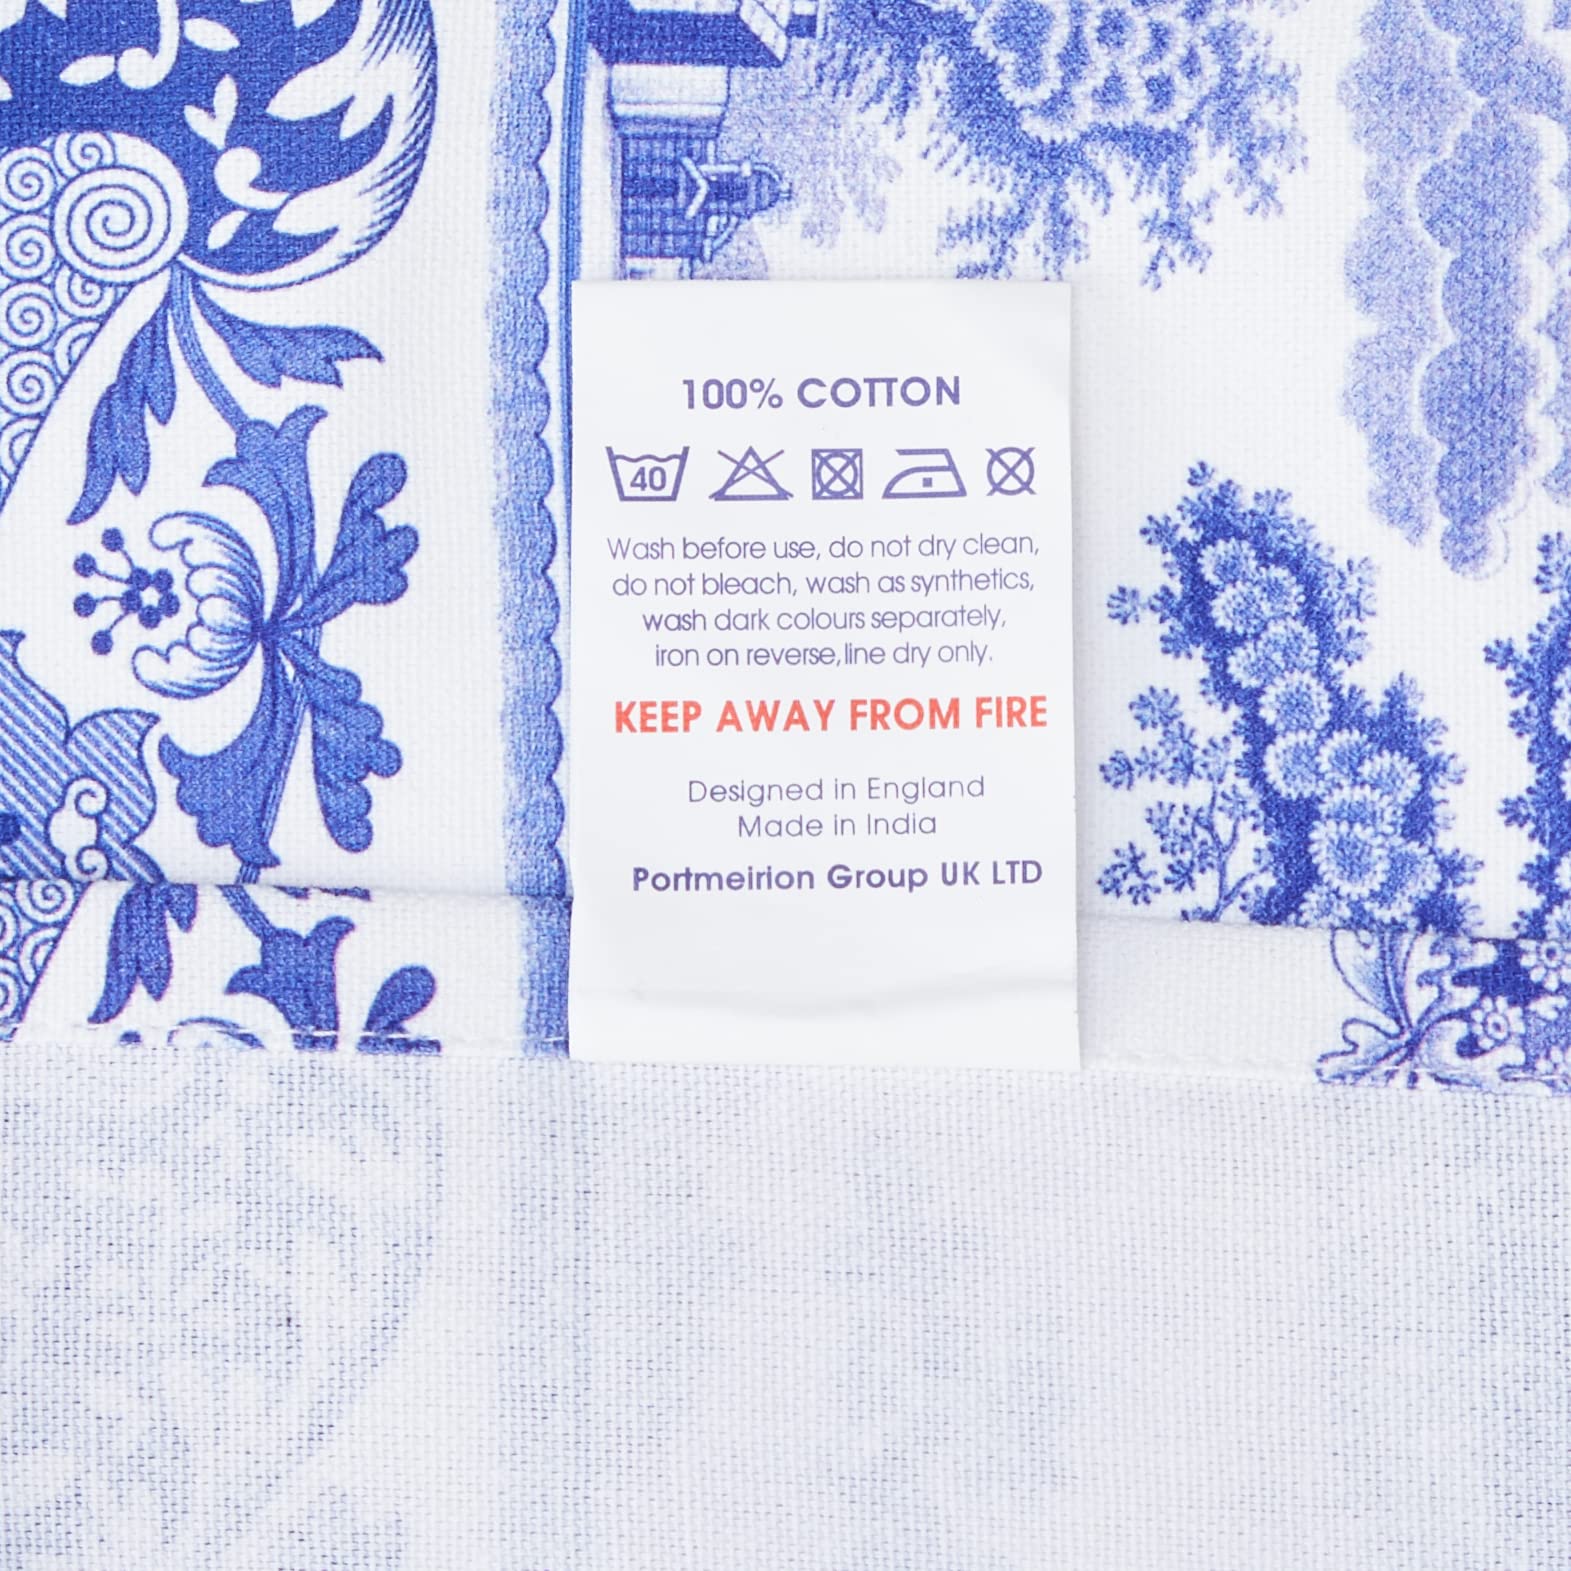 100% COTTON
40
Wash before use, do not dry clean,
do not bleach, wash as synthetics,
wash dark colours separately,
iron on reverse, line dry only.
KEEP AWAY FROM FIRE
Designed in England
Made in India
Portmeirion Group UK LTD